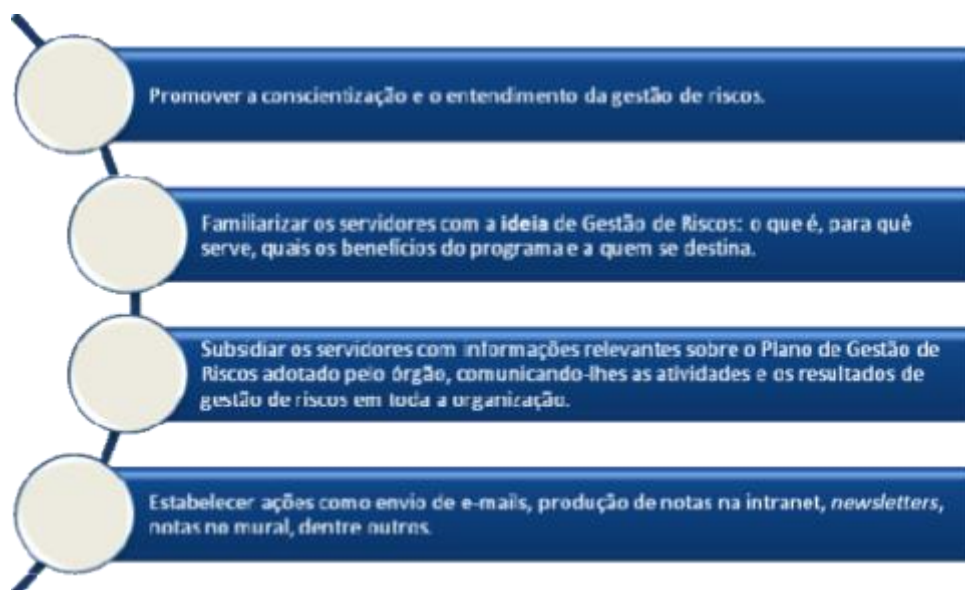 Promover a conscientização e o entendimento da gestão de riscos.
Familiarizar os servidores com a ideia de Gestão de Riscos: o que é, para quê
serve, quais os benefícios do programa e a quem se destina.
Subsidiar os servidores com informações relevantes sobre o Plano de Gestão de
Riscos adotado pelo órgão, comunicando-lhes as atividades e os resultados de
gestão de riscos em toda a organização.
Estabelecer ações como envio de e-mails, produção de notas na intranet, newsletters,
notas no mural, dentre outros.